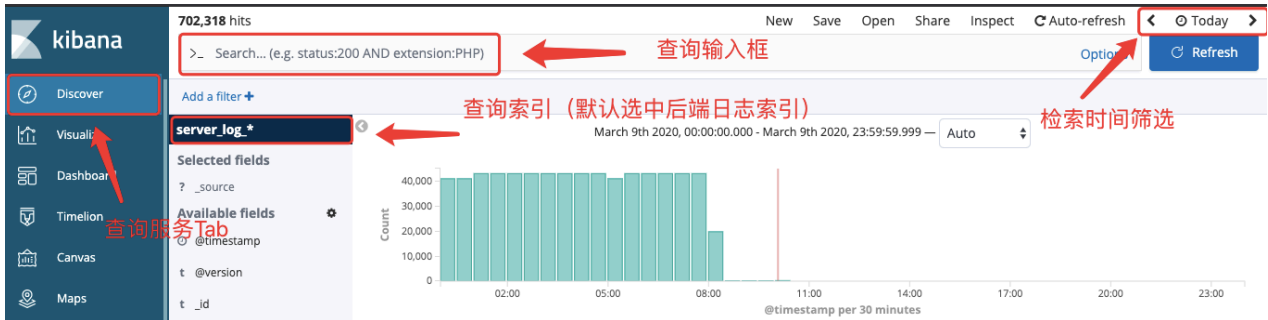 702,318 hits
New Save Open Share Inspect Auto-refresh Today
kibana
>_ Search... (e.g. status:200 AND extension:PHP)
查询输入框
Options
Refresh
Discover
Add a filter +
查询索引（默认选中后端日志索引）
检索时间筛选
server_log_*
March 9th 2020, 00:00:00.000 - March 9th 2020, 23:59:59.999 —
Auto
Visualiz
Selected fields
? _source
Dashboard
Available fields
Timelion
查询服务Tab
@timestamp
Canvas
t @version
Maps
t _id
Count
40,000
30,000
20,000
10,000
0
02:00 05:00 08:00 11:00 14:00 17:00 20:00 23:00
@timestamp per 30 minutes